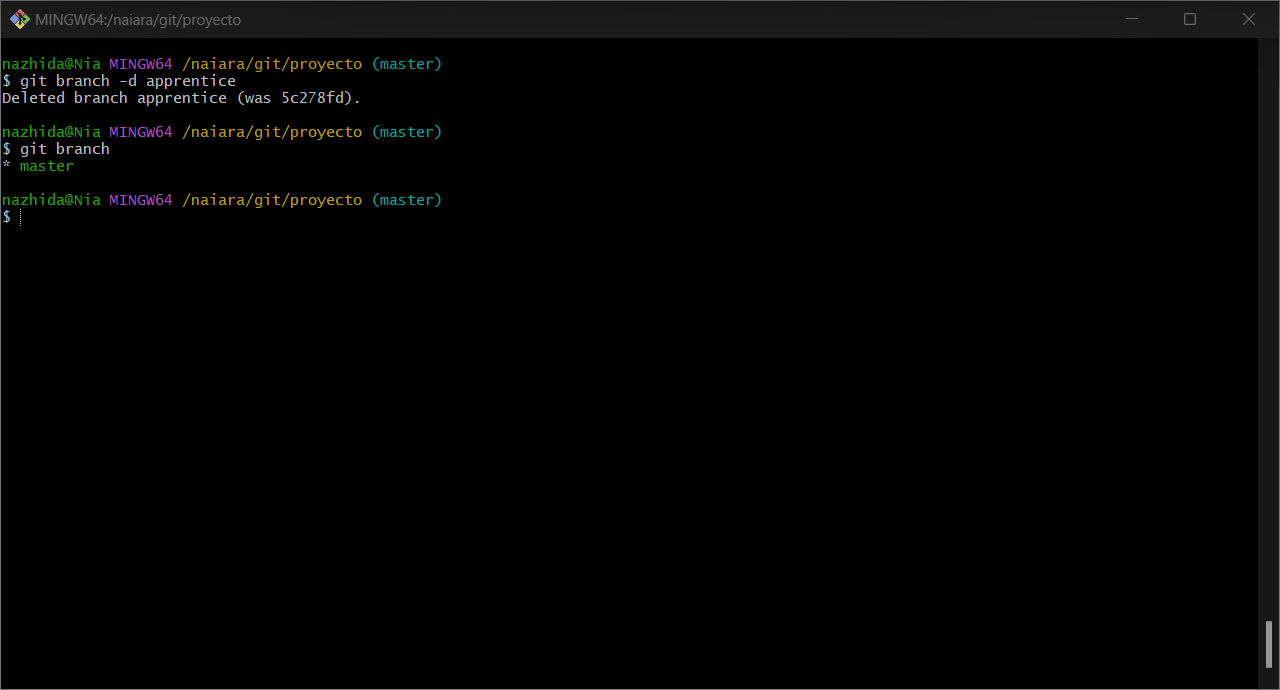 MINGW64:/naiara/git/proyecto
nazhida@Nia MINGW64 /naiara/git/proyecto (master)
$ git branch -d apprentice
Deleted branch apprentice (was 5c278fd).
nazhida@Nia MINGW64 /naiara/git/proyecto (master)
$ git branch
* master
nazhida@Nia MINGW64 /naiara/git/proyecto (master)
$